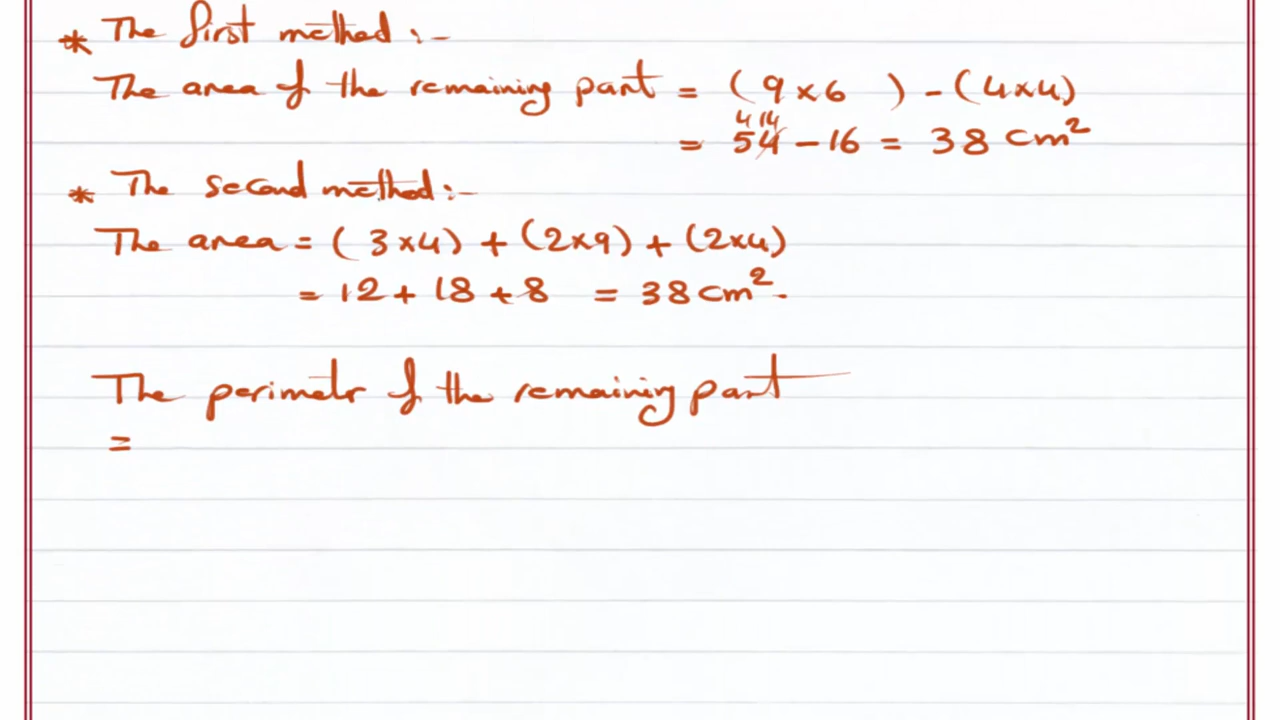 * The first method :-
The area of the remaining part = ( 9 × 6 ) - ( 4 × 4 )
4 14
= 54 - 16 = 38 cm²
* The second method :-
The area = ( 3 × 4 ) + ( 2 × 9 ) + ( 2 × 4 )
= 12 + 18 + 8 = 38 cm².
The perimeter of the remaining part
=